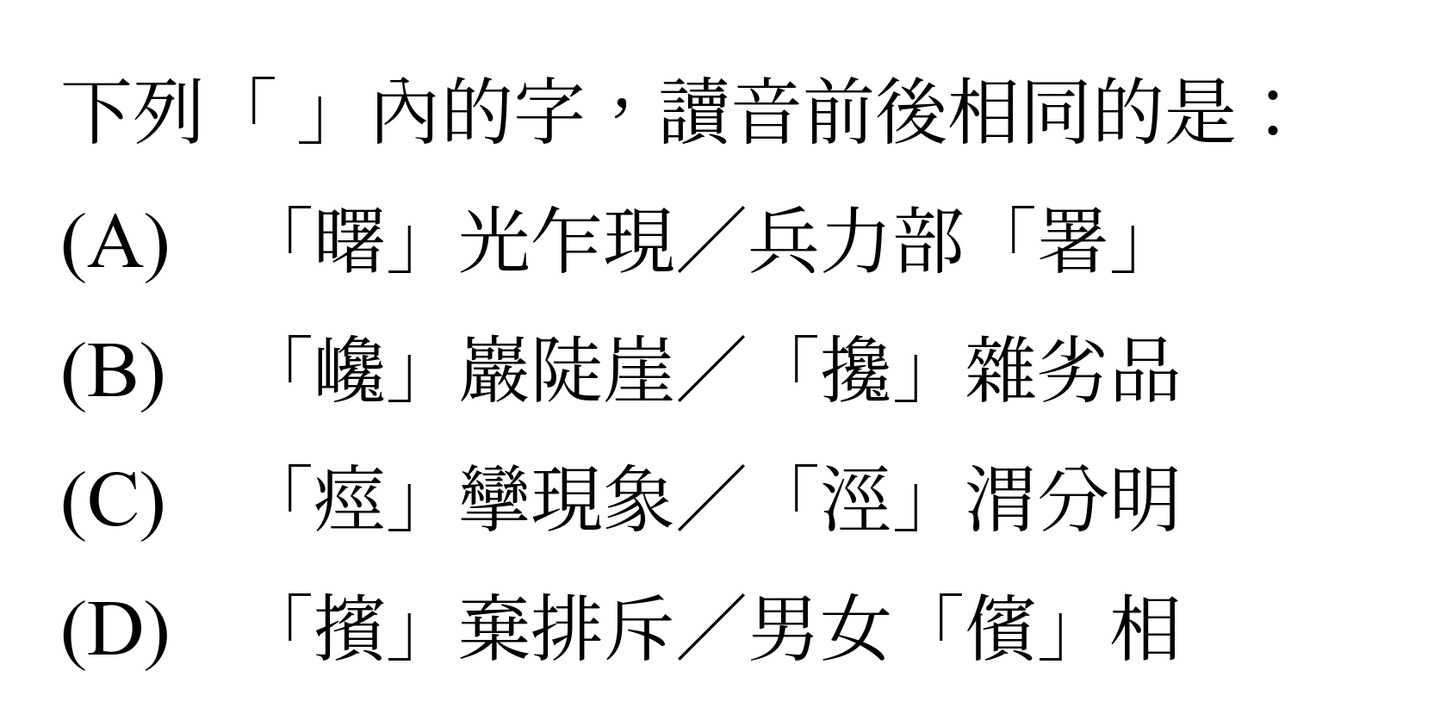 下列「 」內的字，讀音前後相同的是：
(A) 「曙」光乍現／兵力部「署」
(B) 「巉」巖陡崖／「攙」雜劣品
(C) 「痙」攣現象／「涇」渭分明
(D) 「擯」棄排斥／男女「儐」相